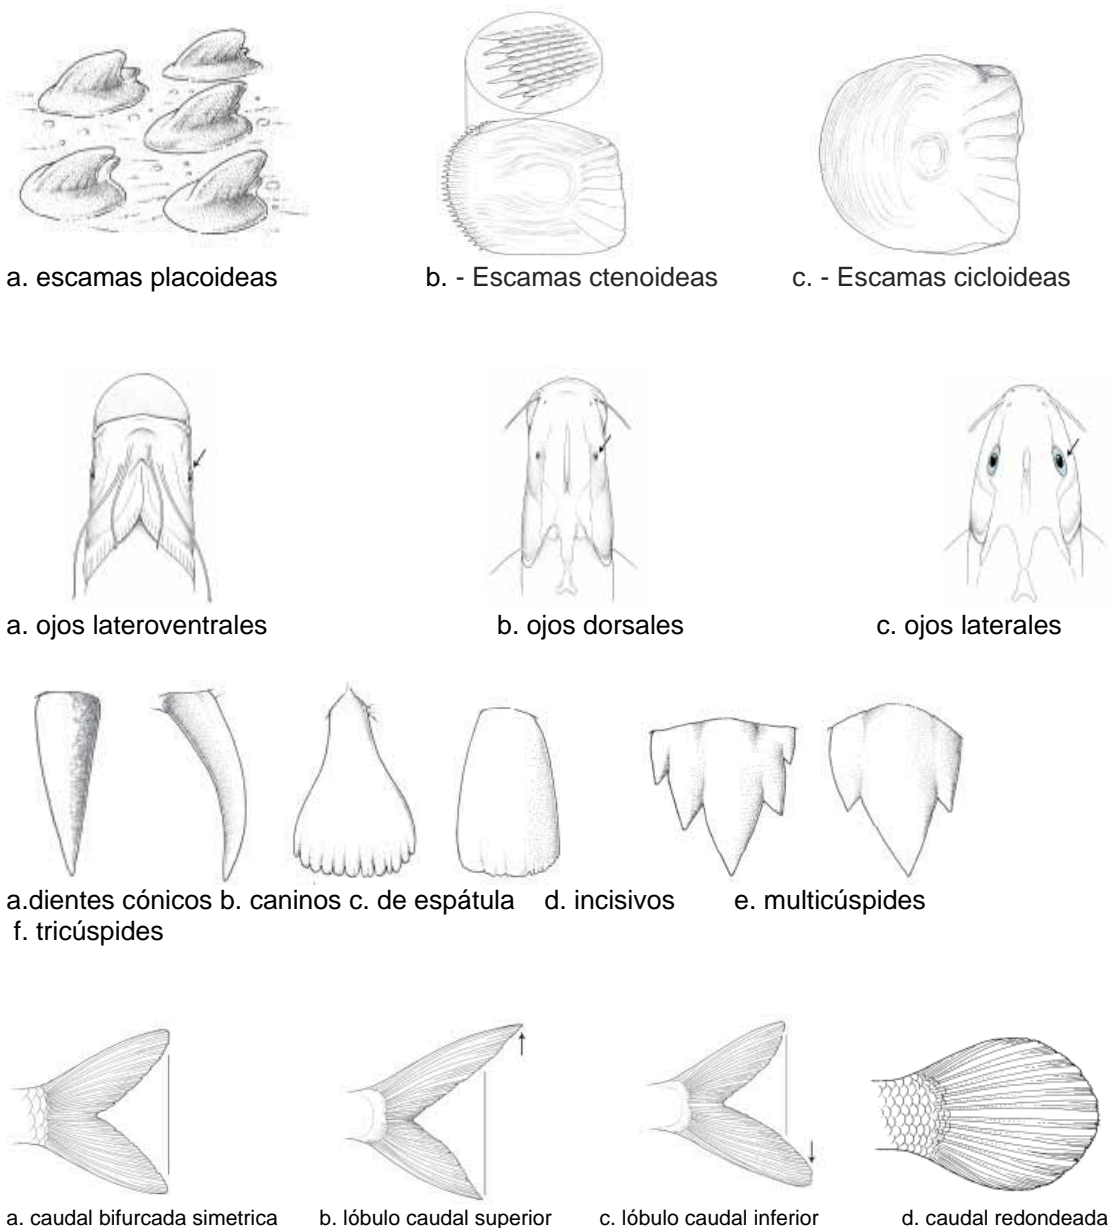 a. escamas placoideas b. - Escamas ctenoideas c. - Escamas cicloideas
a. ojos lateroventrales b. ojos dorsales c. ojos laterales
a.dientes cónicos b. caninos c. de espátula d. incisivos e. multicúspides
f. tricúspides
a. caudal bifurcada simetrica b. lóbulo caudal superior c. lóbulo caudal inferior d. caudal redondeada